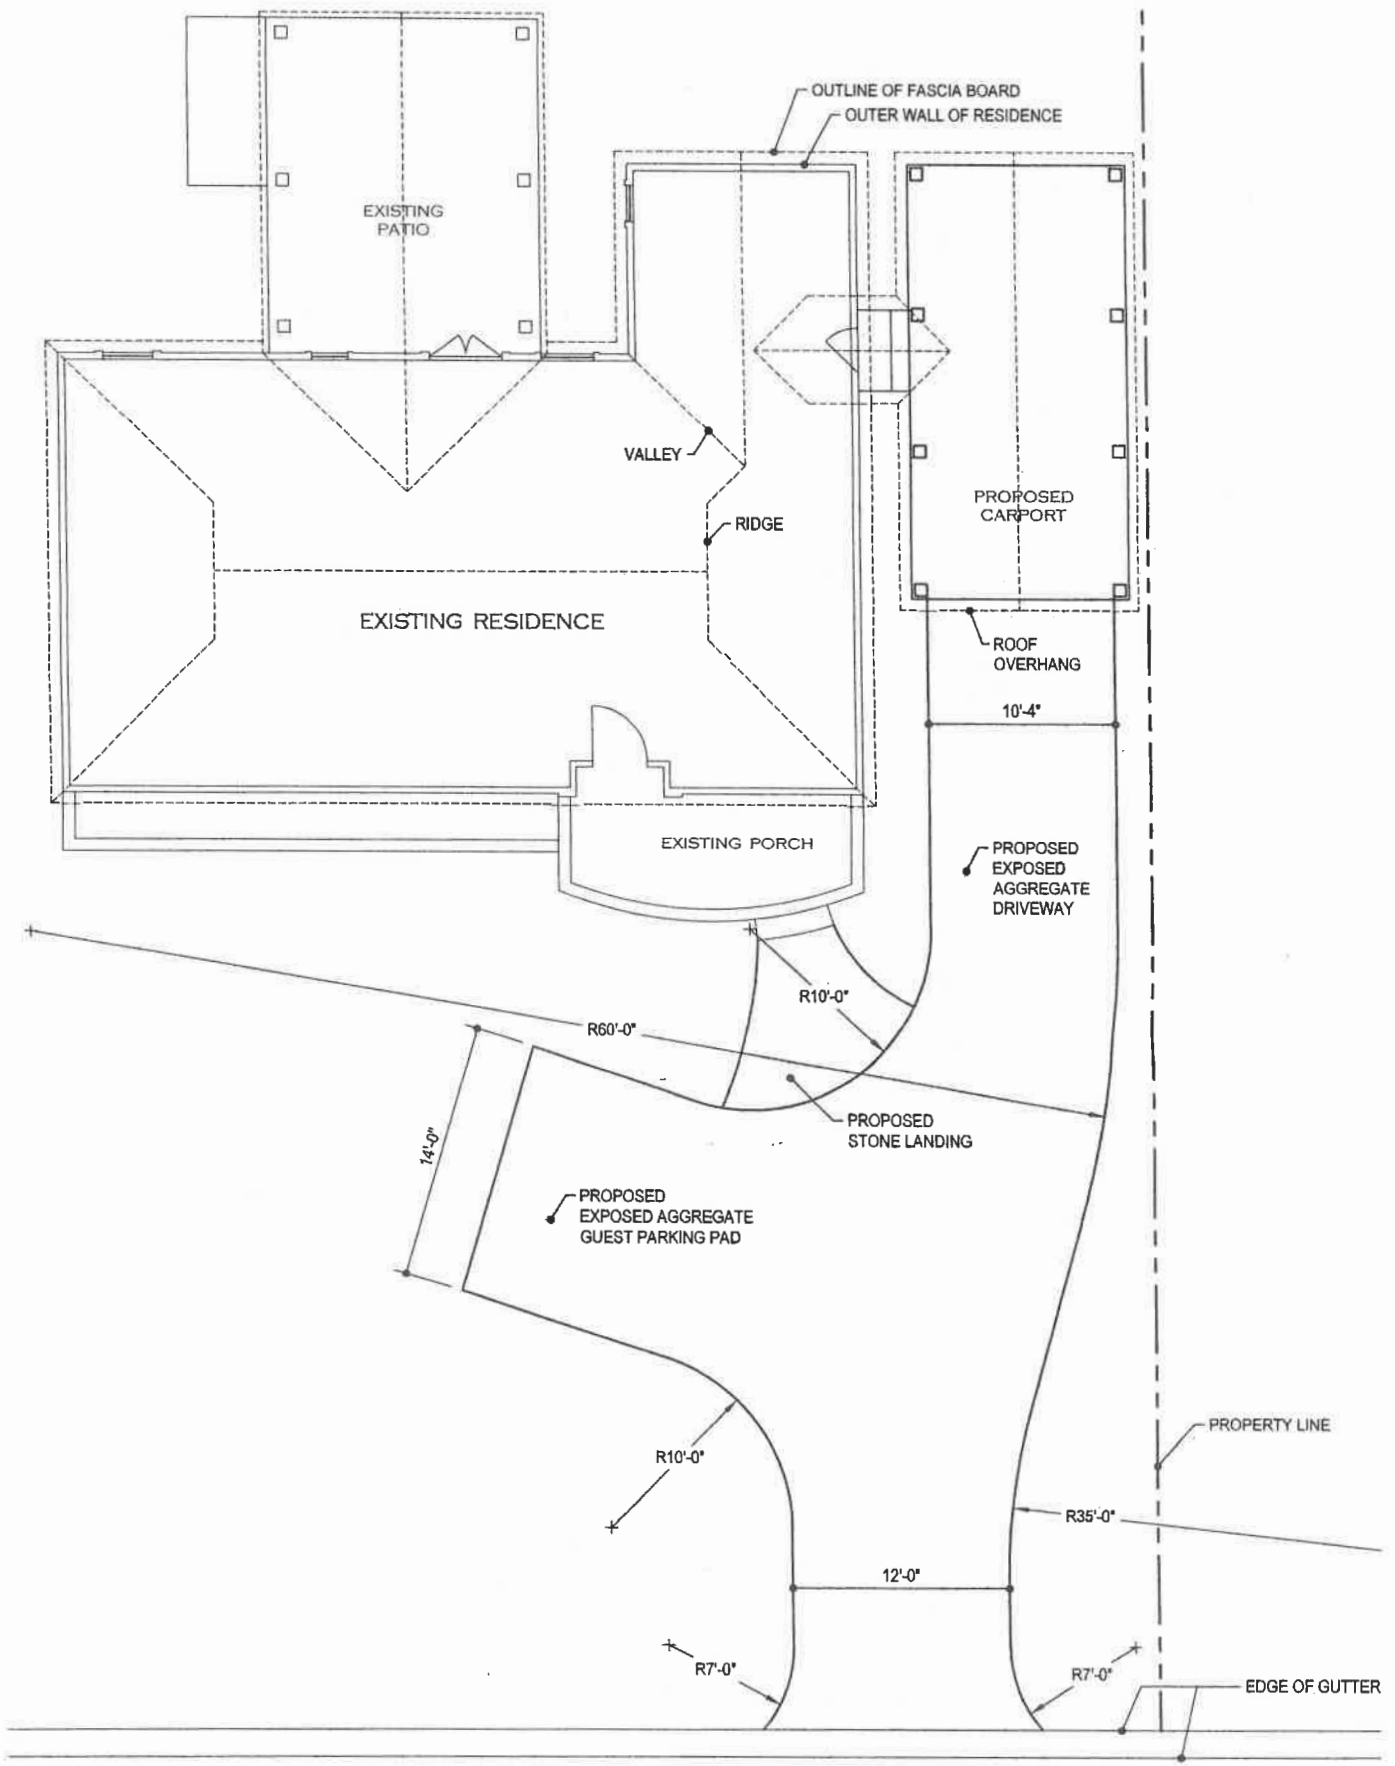 OUTLINE OF FASCIA BOARD
OUTER WALL OF RESIDENCE
EXISTING
PATIO
VALLEY
RIDGE
PROPOSED
CARPORT
EXISTING RESIDENCE
ROOF
OVERHANG
10'-4"
EXISTING PORCH
PROPOSED
EXPOSED
AGGREGATE
DRIVEWAY
R10'-0"
R60'-0"
PROPOSED
STONE LANDING
14'-0"
PROPOSED
EXPOSED AGGREGATE
GUEST PARKING PAD
PROPERTY LINE
R10'-0"
R35'-0"
12'-0"
R7'-0"
R7'-0"
EDGE OF GUTTER